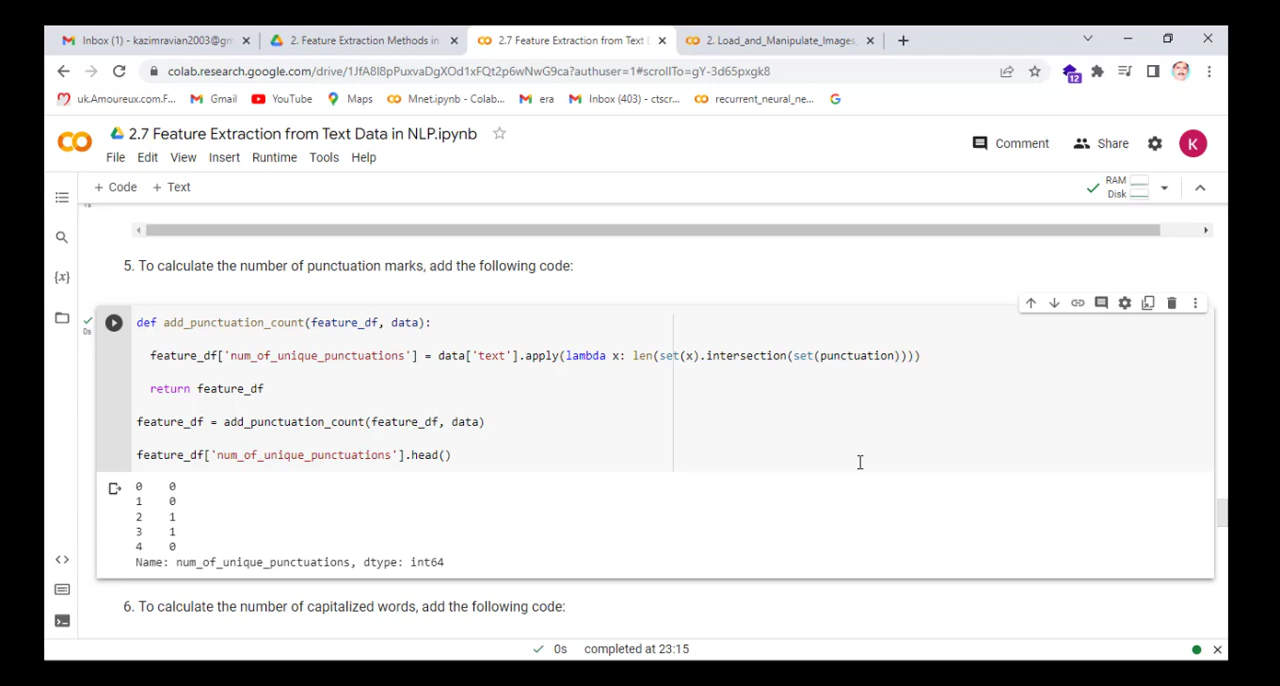 Inbox (1) - kazimravian2003@gm
2. Feature Extraction Methods in
2.7 Feature Extraction from Text D
2. Load_and_Manipulate_Images,
colab.research.google.com/drive/1JfA8l8pPuxvaDgXOd1xFQt2p6wNwG9ca?authuser=1#scrollTo=gY-3d65pxgk8
12
uk.Amoureux.com.F...
Gmail
YouTube
Maps
Mnet.ipynb - Colab...
era
Inbox (403) - ctscr...
recurrent_neural_ne...
2.7 Feature Extraction from Text Data in NLP.ipynb
Comment
Share
K
File Edit View Insert Runtime Tools Help
+ Code + Text
RAM
Disk
5. To calculate the number of punctuation marks, add the following code:
0s
def add_punctuation_count(feature_df, data):
feature_df['num_of_unique_punctuations'] = data['text'].apply(lambda x: len(set(x).intersection(set(punctuation))))
return feature_df
feature_df = add_punctuation_count(feature_df, data)
feature_df['num_of_unique_punctuations'].head()
0 0
1 0
2 1
3 1
4 0
Name: num_of_unique_punctuations, dtype: int64
6. To calculate the number of capitalized words, add the following code:
0s completed at 23:15